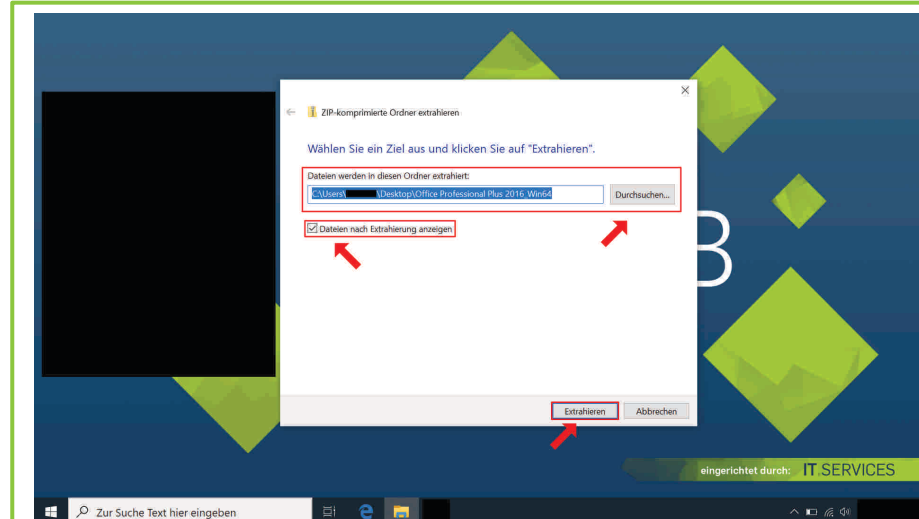 ZIP-komprimierte Ordner extrahieren
Wählen Sie ein Ziel aus und klicken Sie auf "Extrahieren".
Dateien werden in diesen Ordner extrahiert:
C:\Users\ \Desktop\Office Professional Plus 2016_Win64
Durchsuchen...
Dateien nach Extrahierung anzeigen
B
Extrahieren Abbrechen
eingerichtet durch: IT.SERVICES
Zur Suche Text hier eingeben